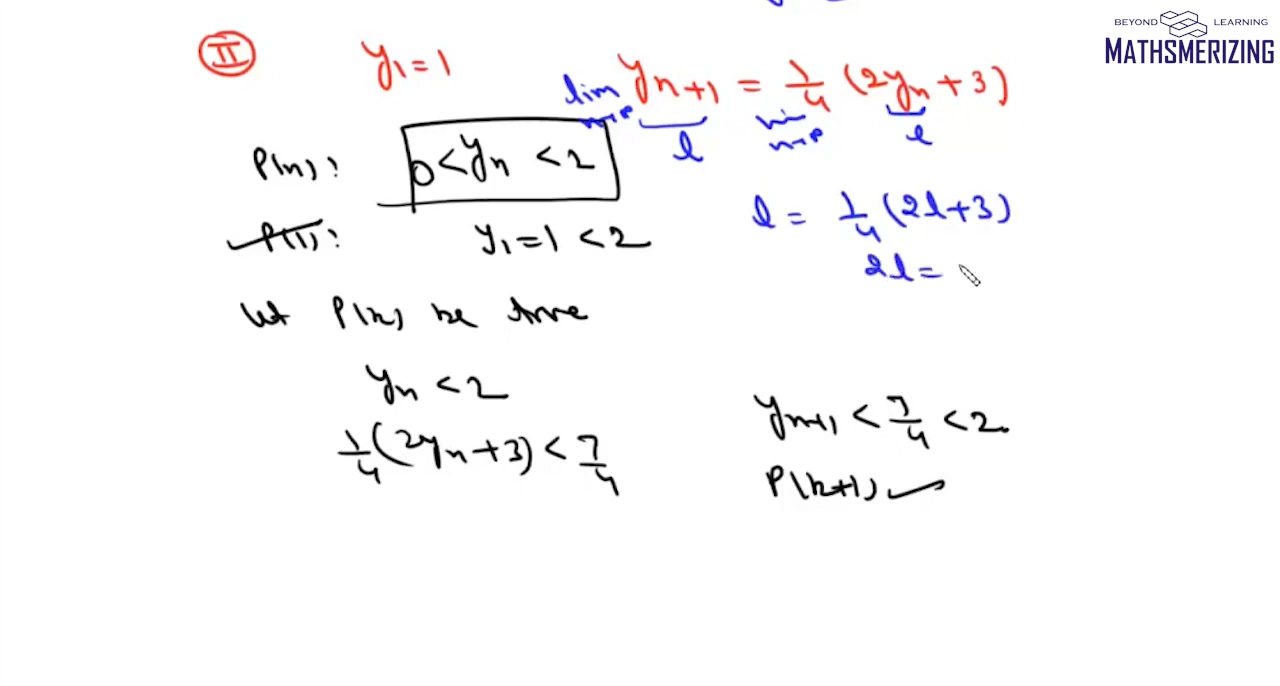 BEYOND LEARNING
MATHSMERIZING
II
y₁ = 1
lim n→∞ yn+1 = 1/4 (2yn + 3)
l
lim n→∞
l
P(n): 0 < yn < 2
l = 1/4 (2l + 3)
P(1): y₁ = 1 < 2
2l =
Let P(k) be true
yn < 2
yn+1 < 7/4 < 2.
1/4 (2yn + 3) < 7/4
P(k+1)